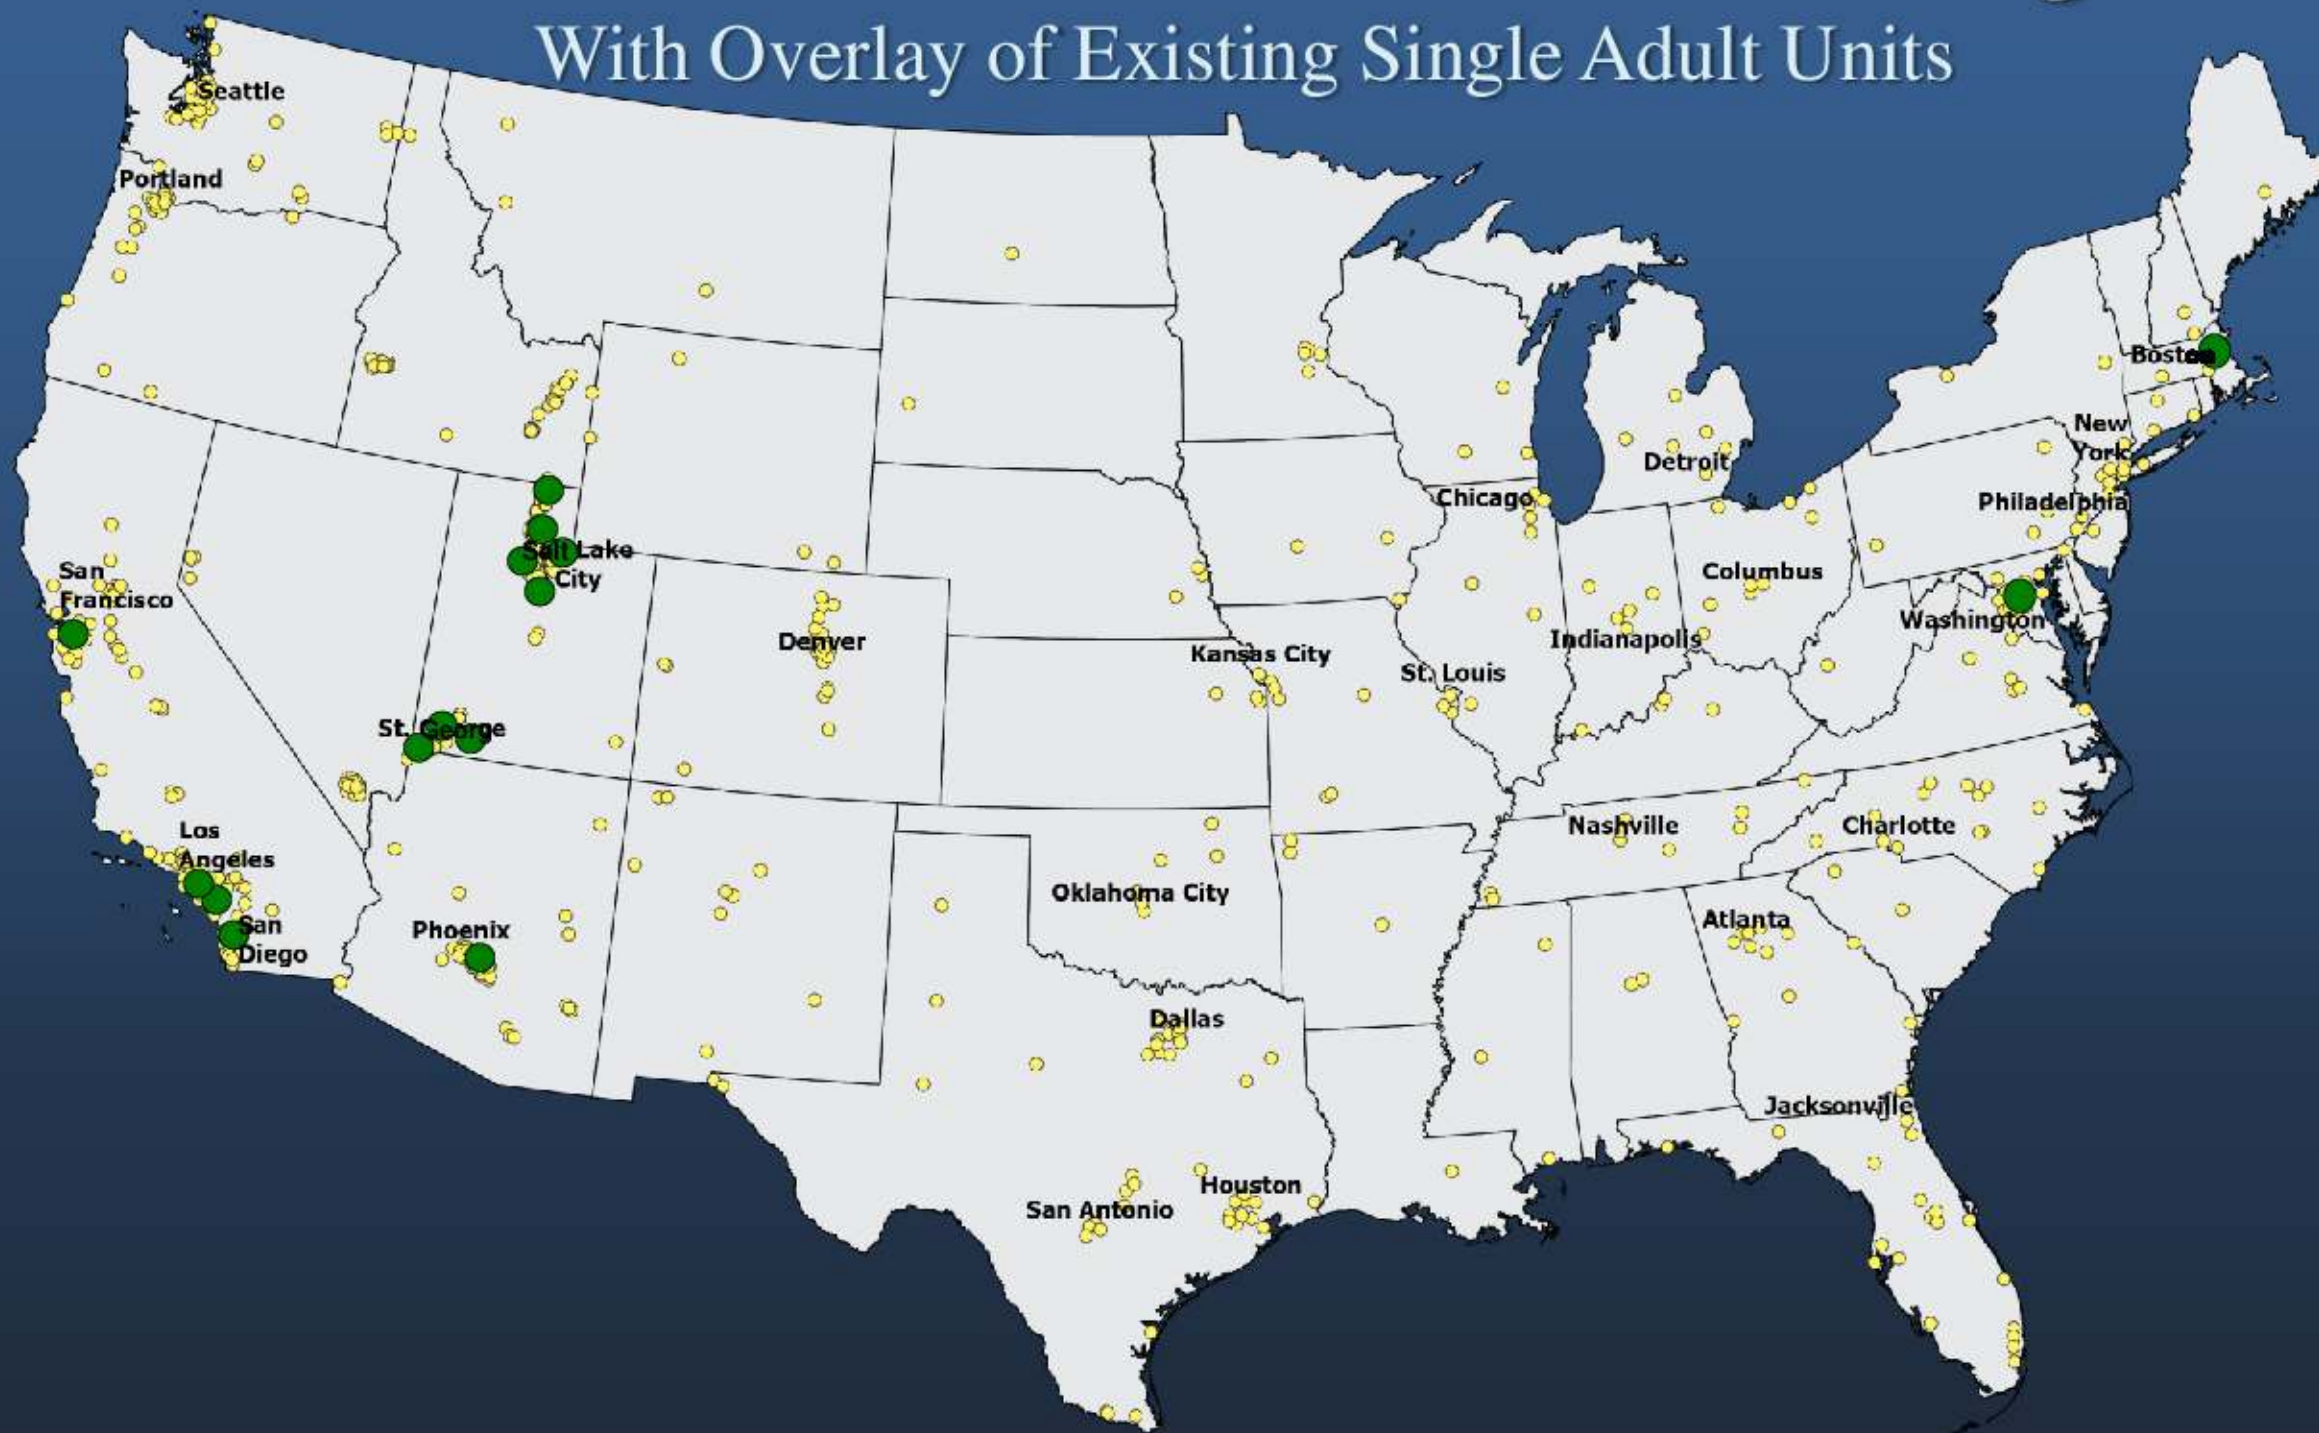 With Overlay of Existing Single Adult Units
Seattle
Portland
Boston
New
York
Detroit
Chicago
Philadelphia
Salt Lake
City
San
Francisco
Columbus
Washington
Denver
Indianapolis
Kansas City
St. Louis
St. George
Los
Angeles
Nashville
Charlotte
Oklahoma City
San
Diego
Phoenix
Atlanta
Dallas
Jacksonville
Houston
San Antonio